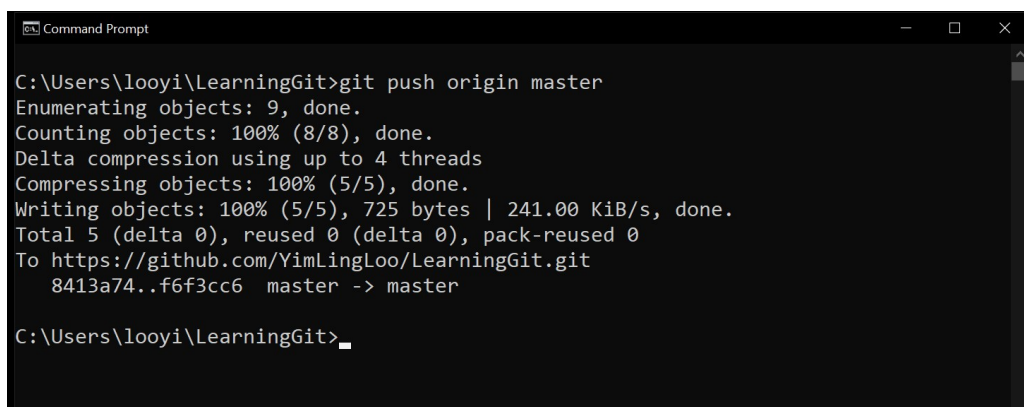 Command Prompt
C:\Users\looyi\LearningGit>git push origin master
Enumerating objects: 9, done.
Counting objects: 100% (8/8), done.
Delta compression using up to 4 threads
Compressing objects: 100% (5/5), done.
Writing objects: 100% (5/5), 725 bytes | 241.00 KiB/s, done.
Total 5 (delta 0), reused 0 (delta 0), pack-reused 0
To https://github.com/YimLingLoo/LearningGit.git
   8413a74..f6f3cc6  master -> master
C:\Users\looyi\LearningGit>